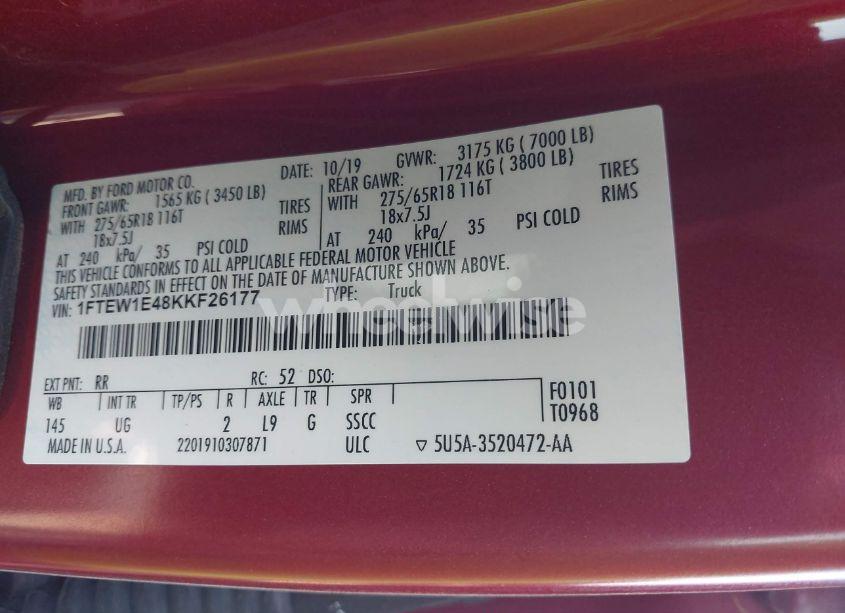 MFD. BY FORD MOTOR CO.
DATE: 10/19 GVWR: 3175 KG ( 7000 LB)
FRONT GAWR: 1565 KG ( 3450 LB)
WITH 275/65R18 116T TIRES
18x7.5J RIMS
AT 240 kPa/ 35 PSI COLD
REAR GAWR: 1724 KG ( 3800 LB)
WITH 275/65R18 116T TIRES
18x7.5J RIMS
AT 240 kPa/ 35 PSI COLD
THIS VEHICLE CONFORMS TO ALL APPLICABLE FEDERAL MOTOR VEHICLE
SAFETY STANDARDS IN EFFECT ON THE DATE OF MANUFACTURE SHOWN ABOVE.
VIN: 1FTEW1E48KKF26177 TYPE: Truck
wheelwise
EXT PNT: RR RC: 52 DSO:
WB INT TR TP/PS R AXLE TR SPR
145 UG 2 L9 G SSCC
F0101
T0968
MADE IN U.S.A. 2201910307871 ULC ▽ 5U5A-3520472-AA